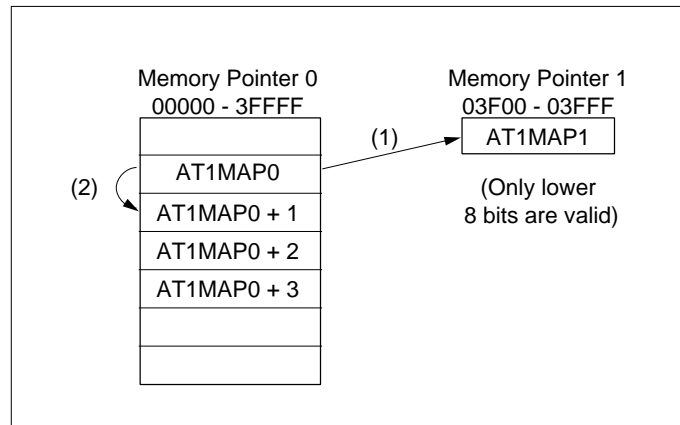 Memory Pointer 0
00000 - 3FFFF
Memory Pointer 1
03F00 - 03FFF
(1)
AT1MAP1
AT1MAP0
(2)
(Only lower
8 bits are valid)
AT1MAP0 + 1
AT1MAP0 + 2
AT1MAP0 + 3